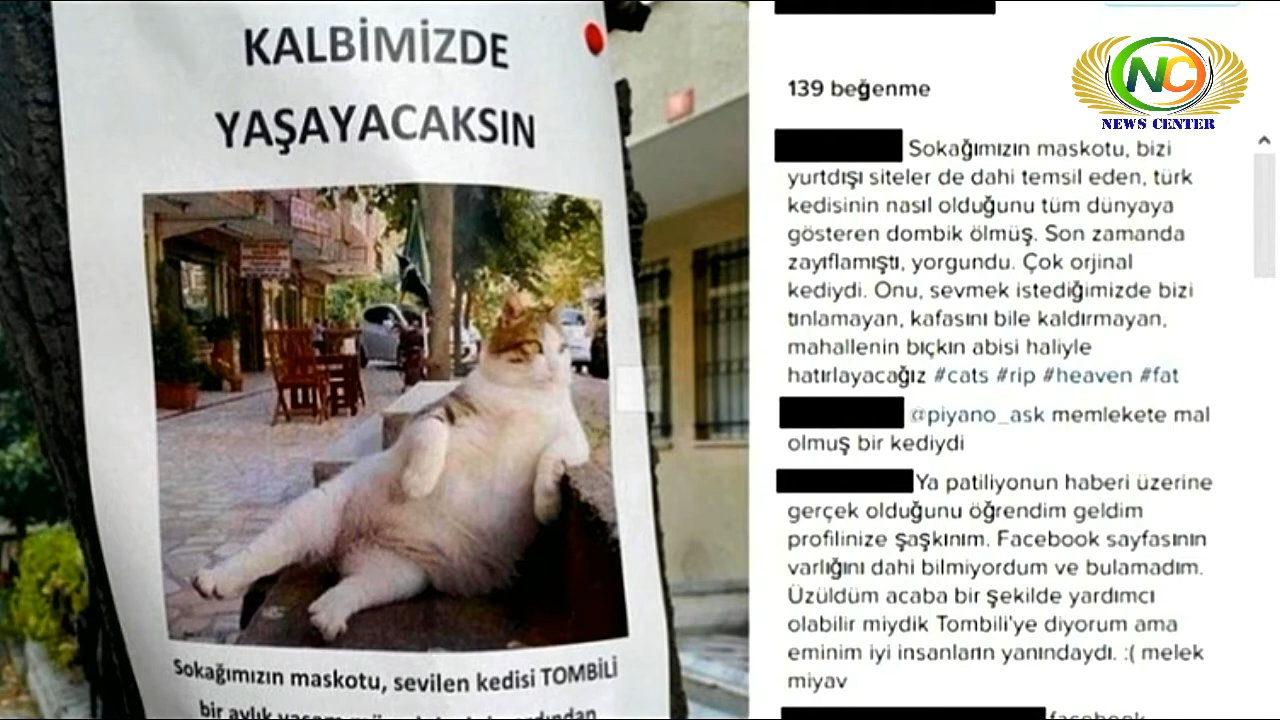 KALBİMİZDE
YAŞAYACAKSIN
Sokağımızın maskotu, sevilen kedisi TOMBİLİ
bir aylık
NC
NEWS CENTER
139 beğenme
Sokağımızın maskotu, bizi
yurtdışı siteler de dahi temsil eden, türk
kedisinin nasıl olduğunu tüm dünyaya
gösteren dombik ölmüş. Son zamanda
zayıflamıştı, yorgundu. Çok orjinal
kediydi. Onu, sevmek istediğimizde bizi
tınlamayan, kafasını bile kaldırmayan,
mahallenin bıçkın abisi haliyle
hatırlayacağız #cats #rip #heaven #fat
@piyano_ask memlekete mal
olmuş bir kediydi
Ya patiliyonun haberi üzerine
gerçek olduğunu öğrendim geldim
profilinize şaşkınım. Facebook sayfasının
varlığını dahi bilmiyordum ve bulamadım.
Üzüldüm acaba bir şekilde yardımcı
olabilir miydik Tombili'ye diyorum ama
eminim iyi insanların yanındaydı. :( melek
miyav
facebook